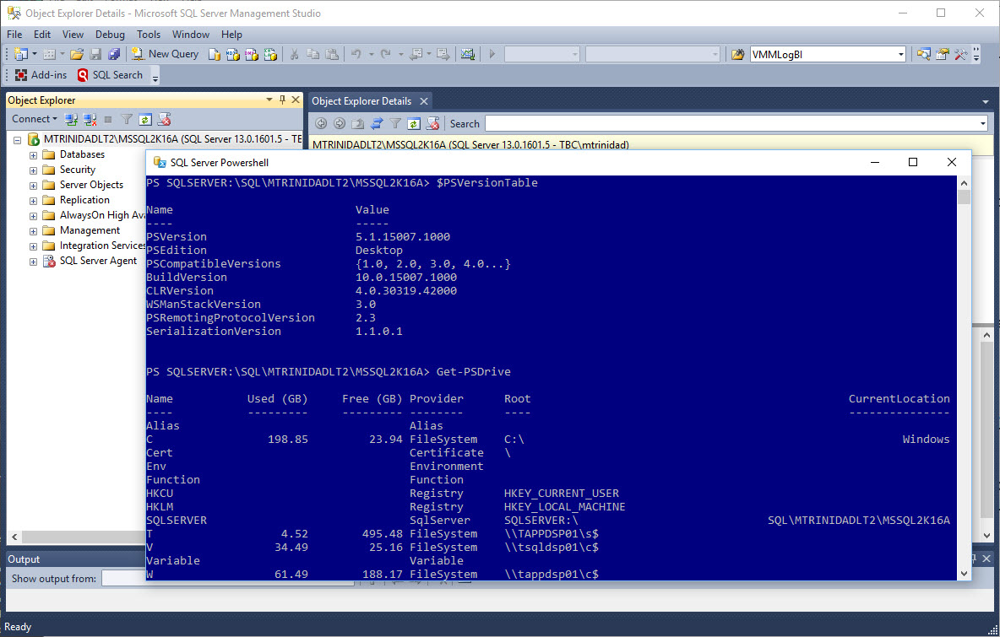 Object Explorer Details - Microsoft SQL Server Management Studio
File Edit View Debug Tools Window Help
New Query VMMLogBI
Add-ins SQL Search
Object Explorer
Object Explorer Details
Connect
Search
MTRINIDADLT2\MSSQL2K16A (SQL Server 13.0.1601.5 - TE
MTRINIDADLT2\MSSQL2K16A (SQL Server 13.0.1601.5 - TBC\mtrinidad)
Databases
Security
Server Objects
Replication
AlwaysOn High Av
Management
Integration Services
SQL Server Agent
SQL Server Powershell
PS SQLSERVER:\SQL\MTRINIDADLT2\MSSQL2K16A> $PSVersionTable
Name Value
---- -----
PSVersion 5.1.15007.1000
PSEdition Desktop
PSCompatibleVersions {1.0, 2.0, 3.0, 4.0...}
BuildVersion 10.0.15007.1000
CLRVersion 4.0.30319.42000
WSManStackVersion 3.0
PSRemotingProtocolVersion 2.3
SerializationVersion 1.1.0.1
PS SQLSERVER:\SQL\MTRINIDADLT2\MSSQL2K16A> Get-PSDrive
Name Used (GB) Free (GB) Provider Root CurrentLocation
---- --------- --------- -------- ---- ---------------
Alias Alias
C 198.85 23.94 FileSystem C:\ Windows
Cert Certificate \
Env Environment
Function Function
HKCU Registry HKEY_CURRENT_USER
HKLM Registry HKEY_LOCAL_MACHINE
SQLSERVER SqlServer SQLSERVER:\ SQL\MTRINIDADLT2\MSSQL2K16A
T 4.52 495.48 FileSystem \\TAPPDSP01\s$
V 34.49 25.16 FileSystem \\tsqldsp01\c$
Variable Variable
W 61.49 188.17 FileSystem \\tappdsp01\c$
Output
Show output from:
Ready